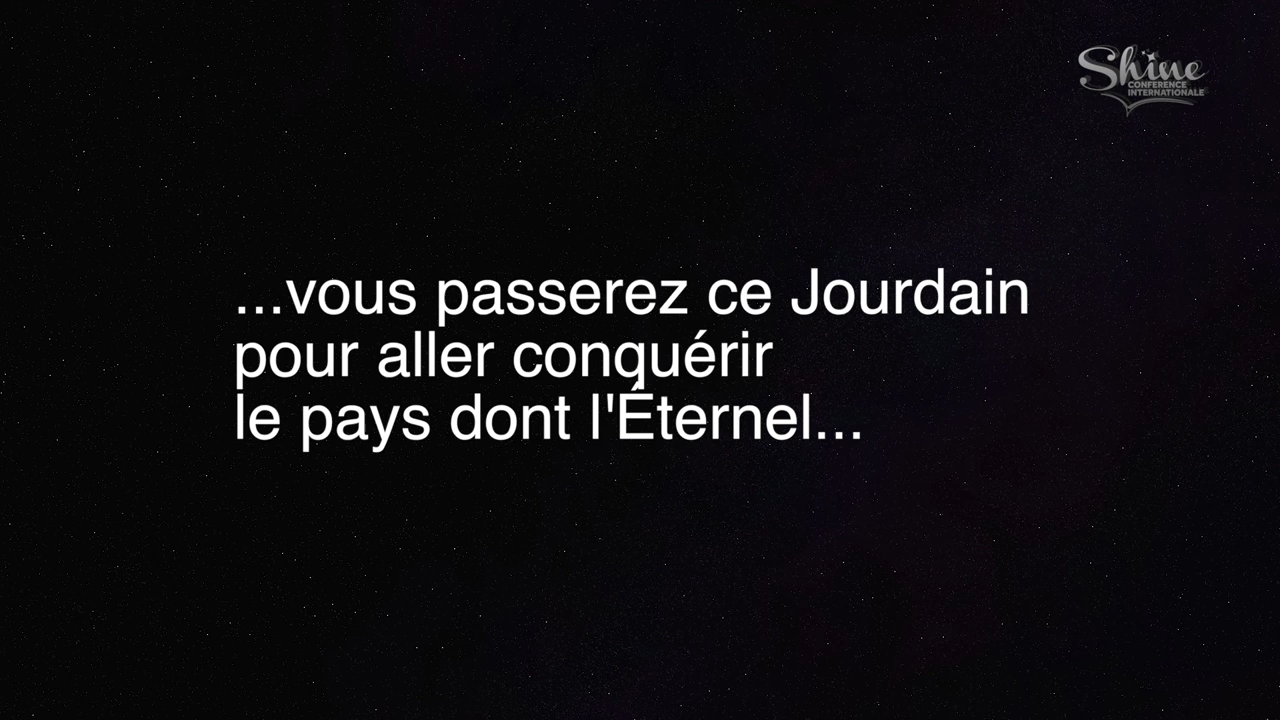 Shine
CONFERENCE
INTERNATIONALE
...vous passerez ce Jourdain
pour aller conquérir
le pays dont l'Éternel...